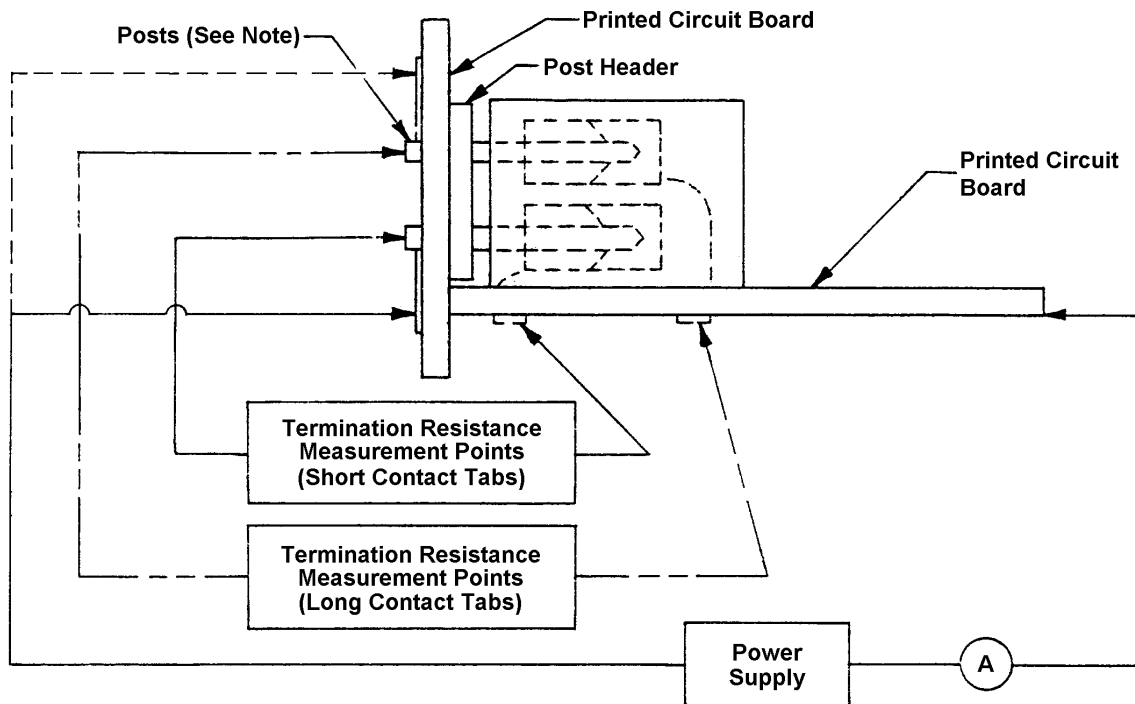 Printed Circuit Board
Posts (See Note)
Post Header
Printed Circuit
Board
Termination Resistance
Measurement Points
(Short Contact Tabs)
Termination Resistance
Measurement Points
(Long Contact Tabs)
Power
Supply
A